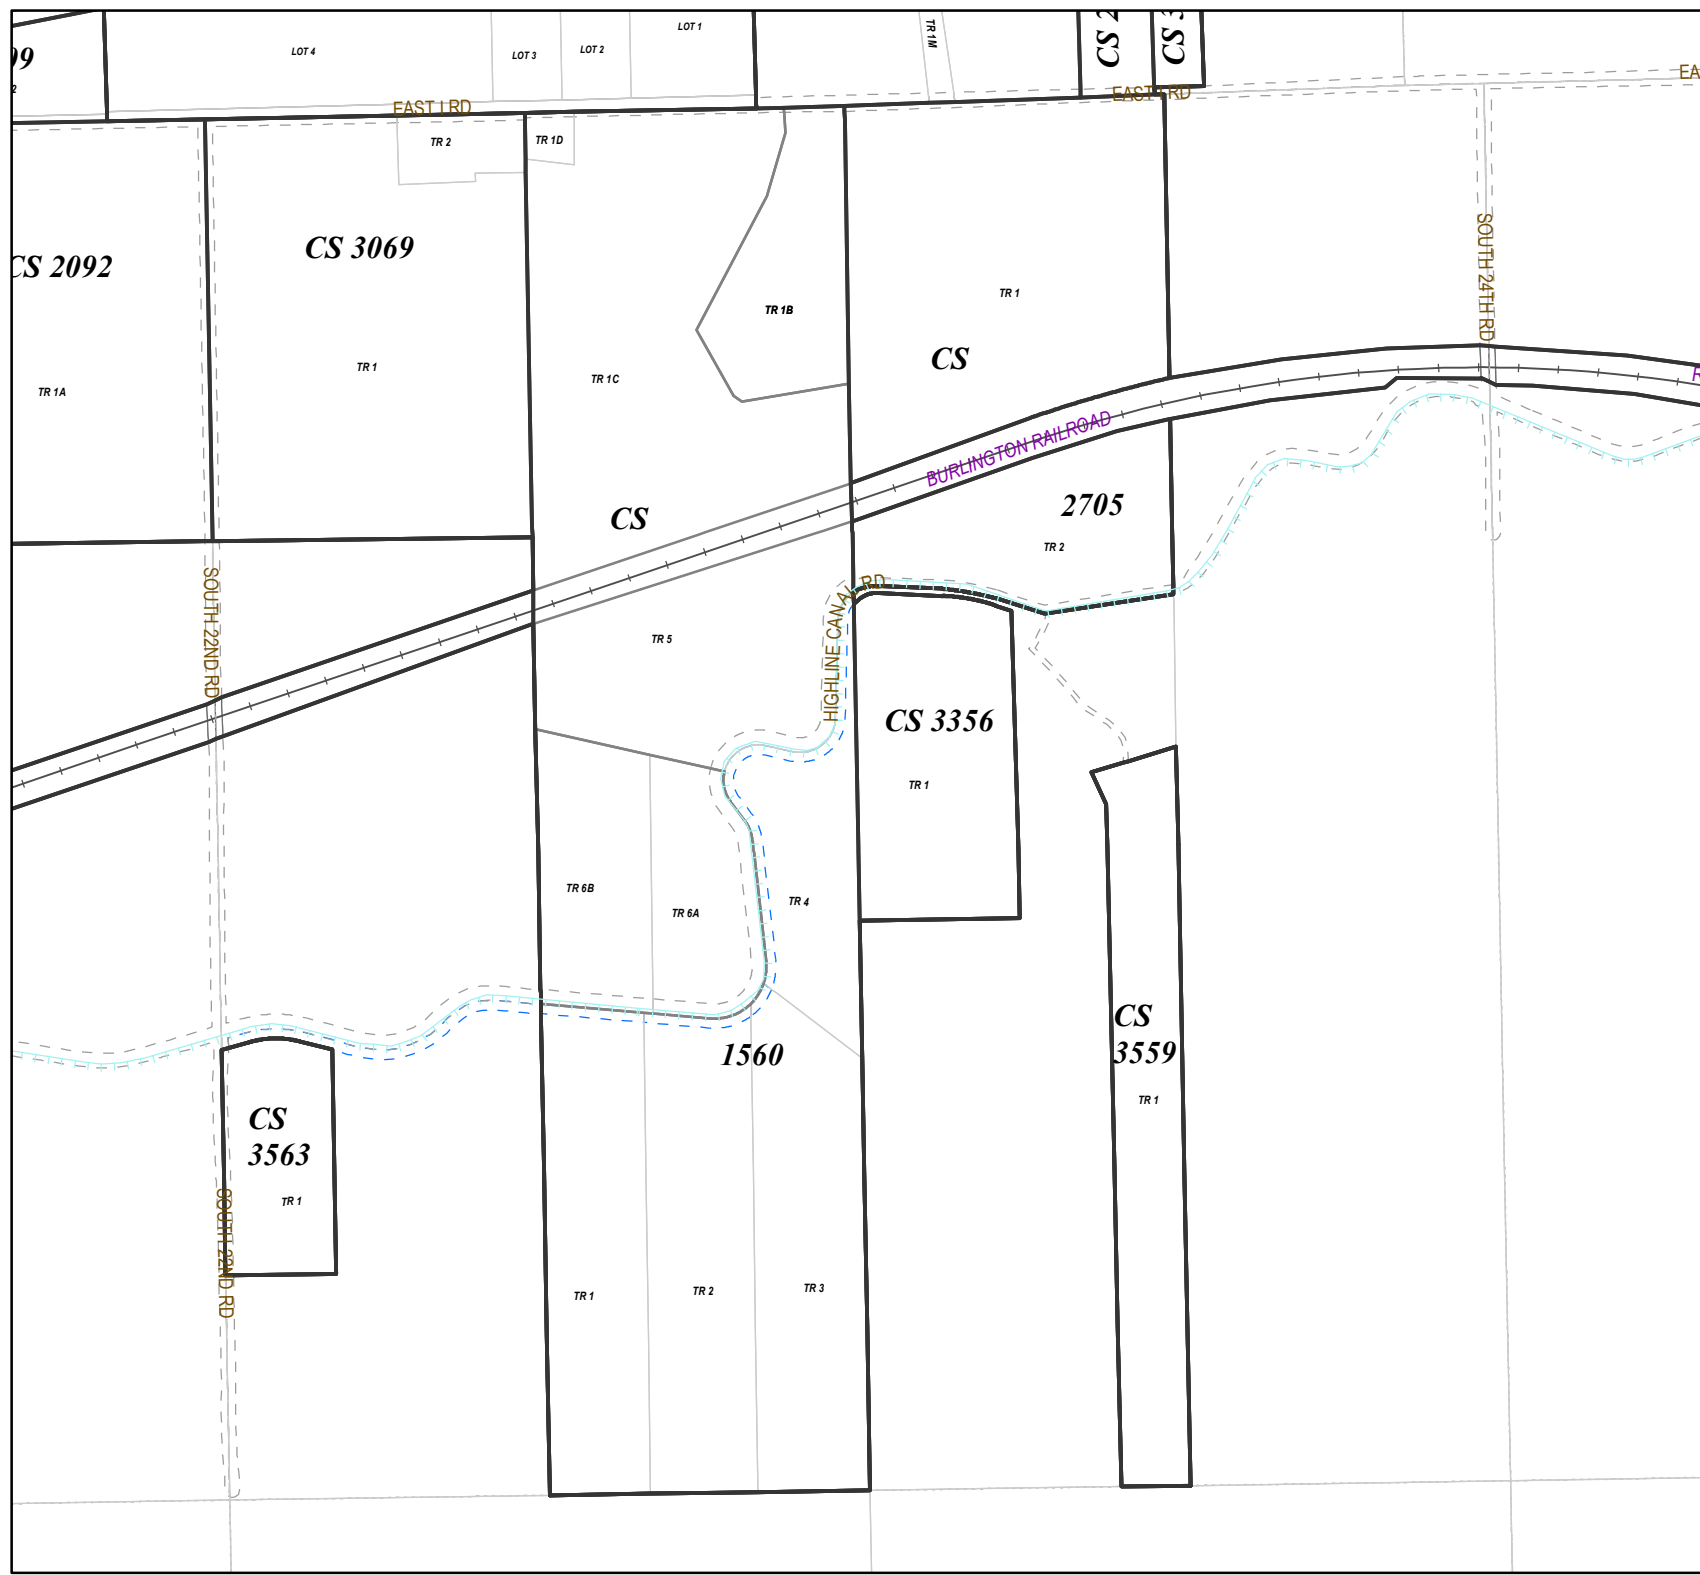 LOT 4
LOT 3
LOT 2
LOT 1
TR 1M
CS 2
CS 3
99
2
EAST I RD
EAST I RD
EA
TR 2
TR 1D
CS 3069
CS 2092
SOUTH 24TH RD
TR 1
TR 1B
TR 1
TR 1A
TR 1C
CS
BURLINGTON RAILROAD
R
2705
TR 2
CS
SOUTH 22ND RD
HIGHLINE CANAL RD
TR 5
CS 3356
TR 1
TR 6B
TR 6A
TR 4
CS
3559
TR 1
1560
CS
3563
TR 1
SOUTH 22ND RD
TR 1
TR 2
TR 3